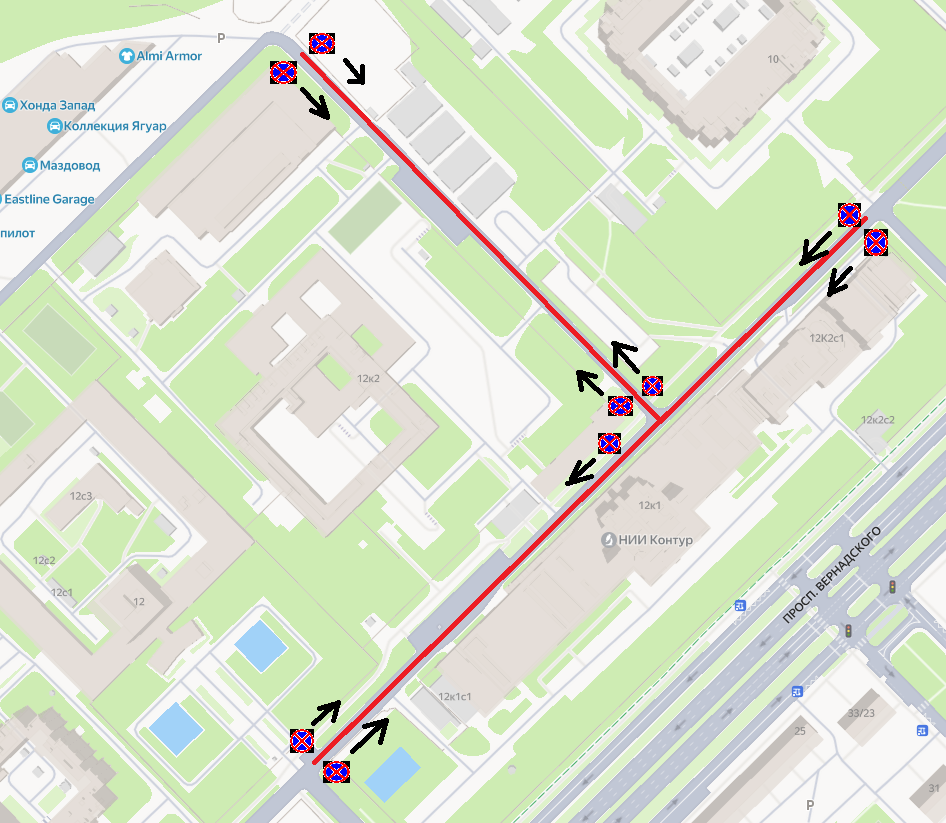 P
Almi Armor
10
Хонда Запад
Коллекция Ягуар
Маздовод
Eastline Garage
пилот
12К2с1
12к2
12к2с2
12с3
12к1
НИИ Контур
ПРОСП. ВЕРНАДСКОГО
12с2
12с1
12
12к1с1
33/23
25
31
P